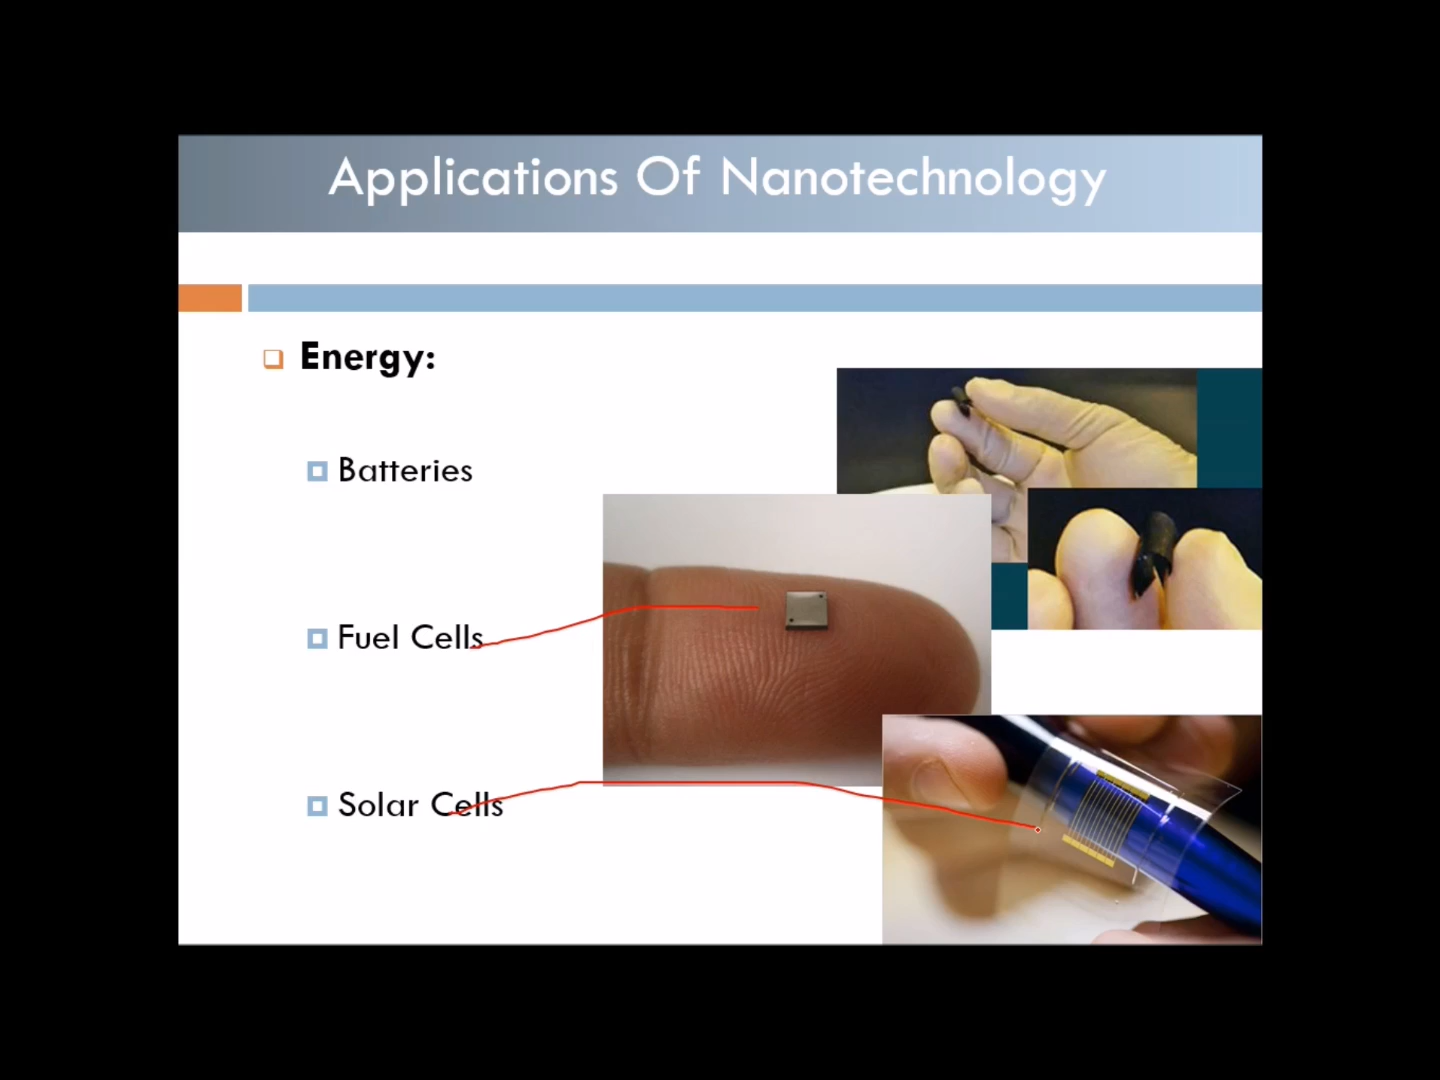 Applications Of Nanotechnology
Energy:
Batteries
Fuel Cells
Solar Cells